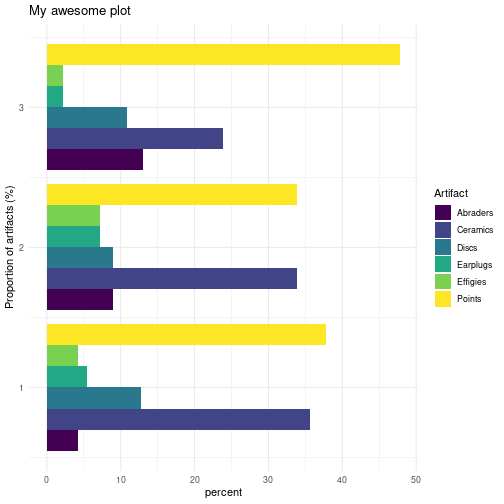 My awesome plot
Proportion of artifacts (%)
3
2
1
0
10
20
30
40
50
percent
Artifact
Abraders
Ceramics
Discs
Earplugs
Effigies
Points